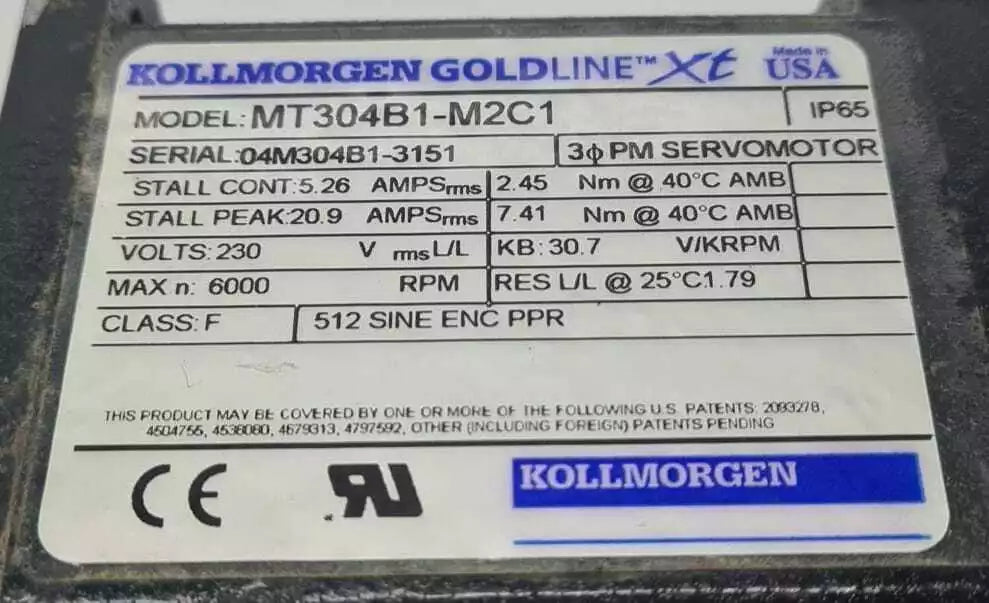 KOLLMORGEN GOLDLINE™ Xt Made in USA
MODEL: MT304B1-M2C1 IP65
SERIAL:04M304B1-3151 3ϕ PM SERVOMOTOR
STALL CONT:5.26 AMPSrms 2.45 Nm @ 40°C AMB
STALL PEAK:20.9 AMPSrms 7.41 Nm @ 40°C AMB
VOLTS: 230 V rmsL/L KB: 30.7 V/KRPM
MAX n: 6000 RPM RES L/L @ 25°C1.79
CLASS: F 512 SINE ENC PPR
THIS PRODUCT MAY BE COVERED BY ONE OR MORE OF THE FOLLOWING U.S. PATENTS: 2093278,
4504755, 4538080, 4679313, 4797592, OTHER (INCLUDING FOREIGN) PATENTS PENDING
CE RU KOLLMORGEN